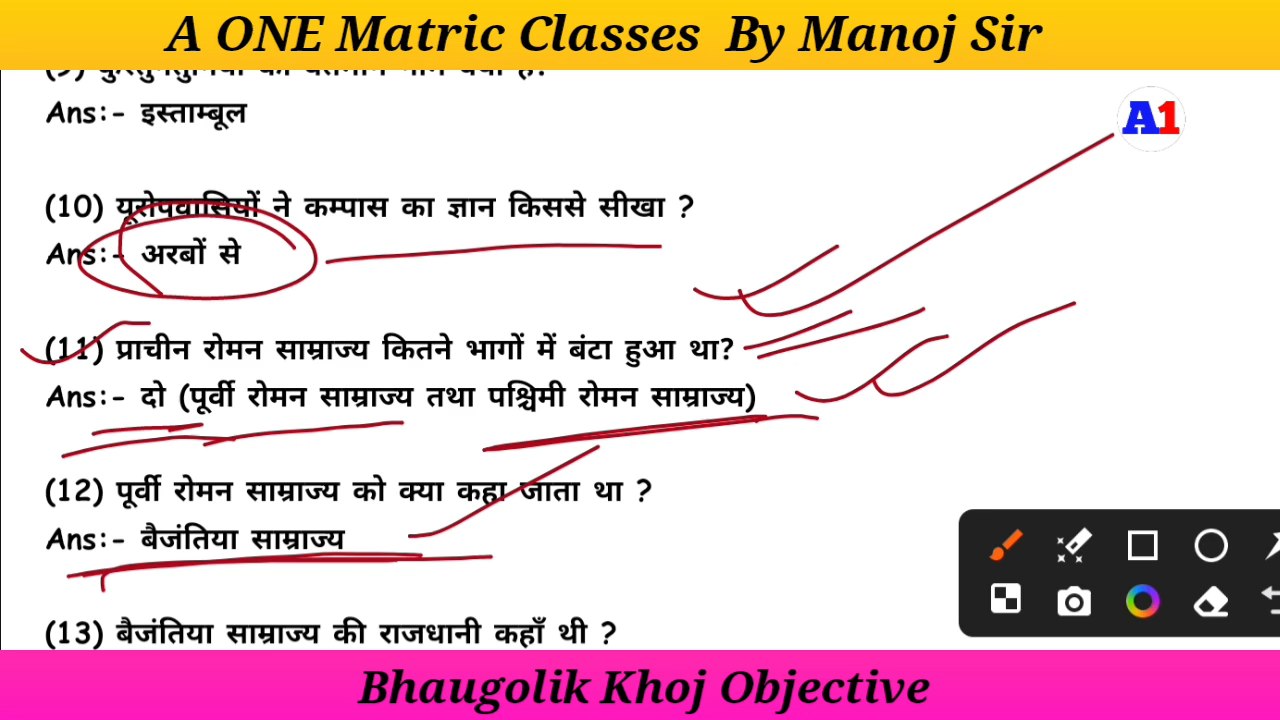 A ONE Matric Classes By Manoj Sir
Ans:- इस्ताम्बूल
A1
(10) यूरोपवासियों ने कम्पास का ज्ञान किससे सीखा ?
Ans:- अरबों से
(11) प्राचीन रोमन साम्राज्य कितने भागों में बंटा हुआ था?
Ans:- दो (पूर्वी रोमन साम्राज्य तथा पश्चिमी रोमन साम्राज्य)
(12) पूर्वी रोमन साम्राज्य को क्या कहा जाता था ?
Ans:- बैजंतिया साम्राज्य
(13) बैजंतिया साम्राज्य की राजधानी कहाँ थी ?
Bhaugolik Khoj Objective